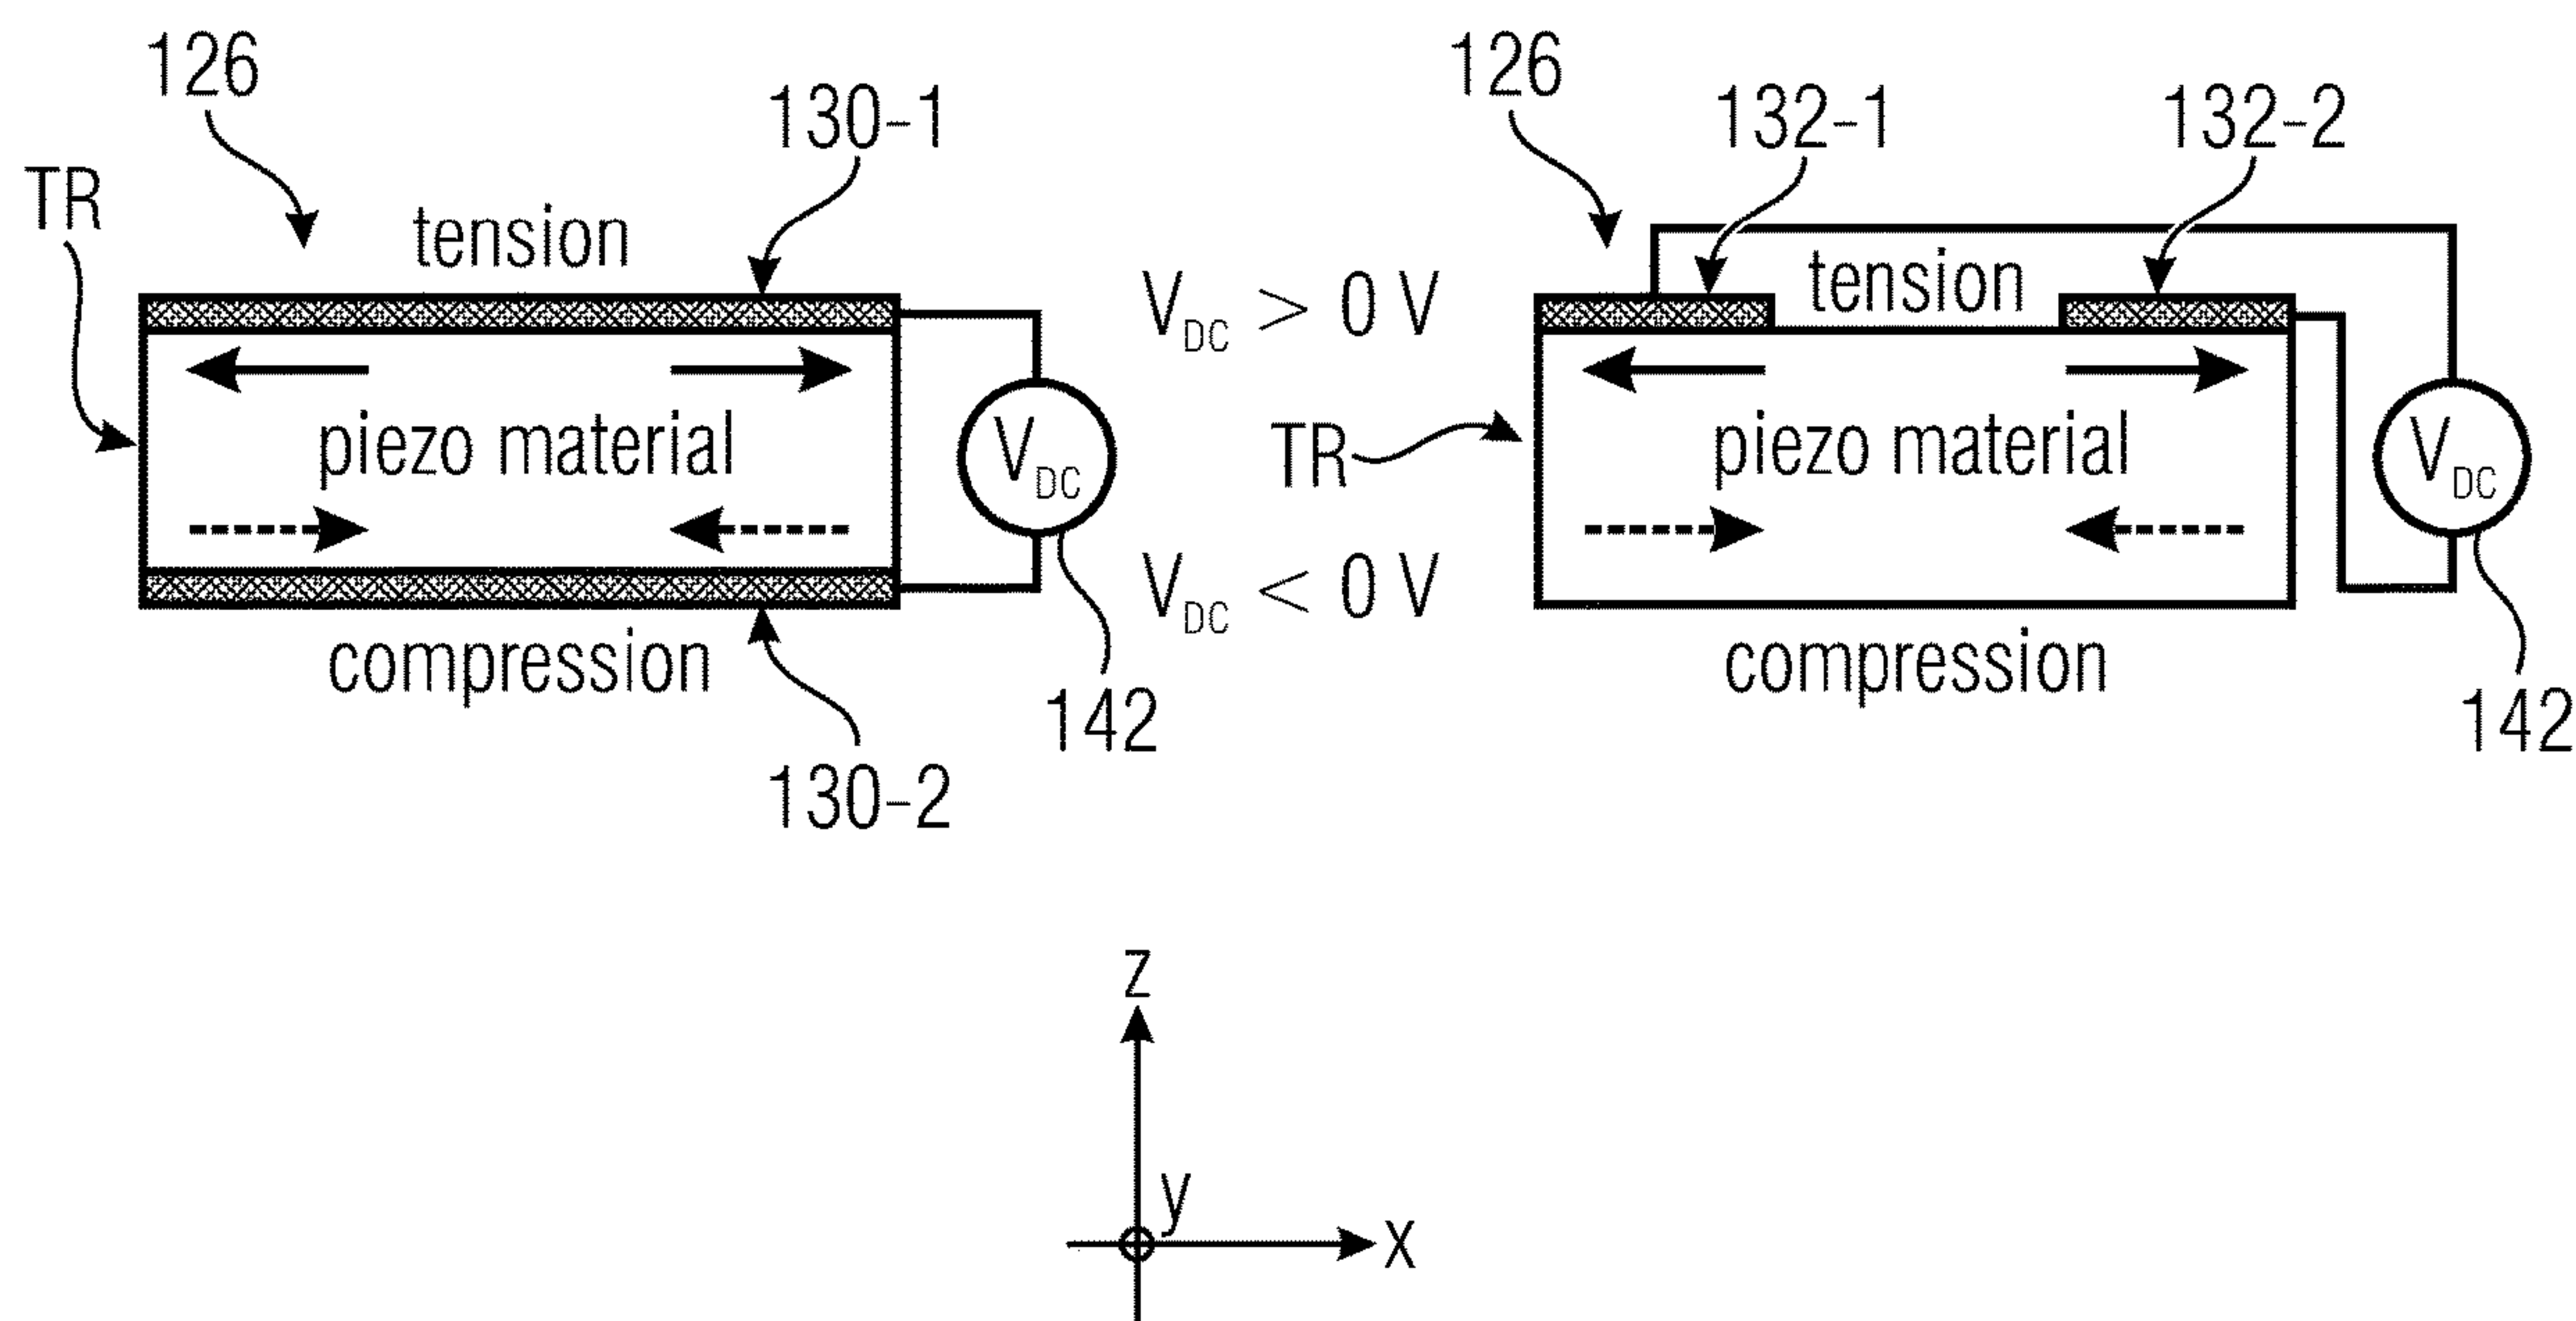 126
130-1
TR
tension
piezo material
V_DC
compression
130-2
142
V_DC > 0 V
V_DC < 0 V
126
132-1
132-2
tension
TR
piezo material
V_DC
compression
142
z
y
x